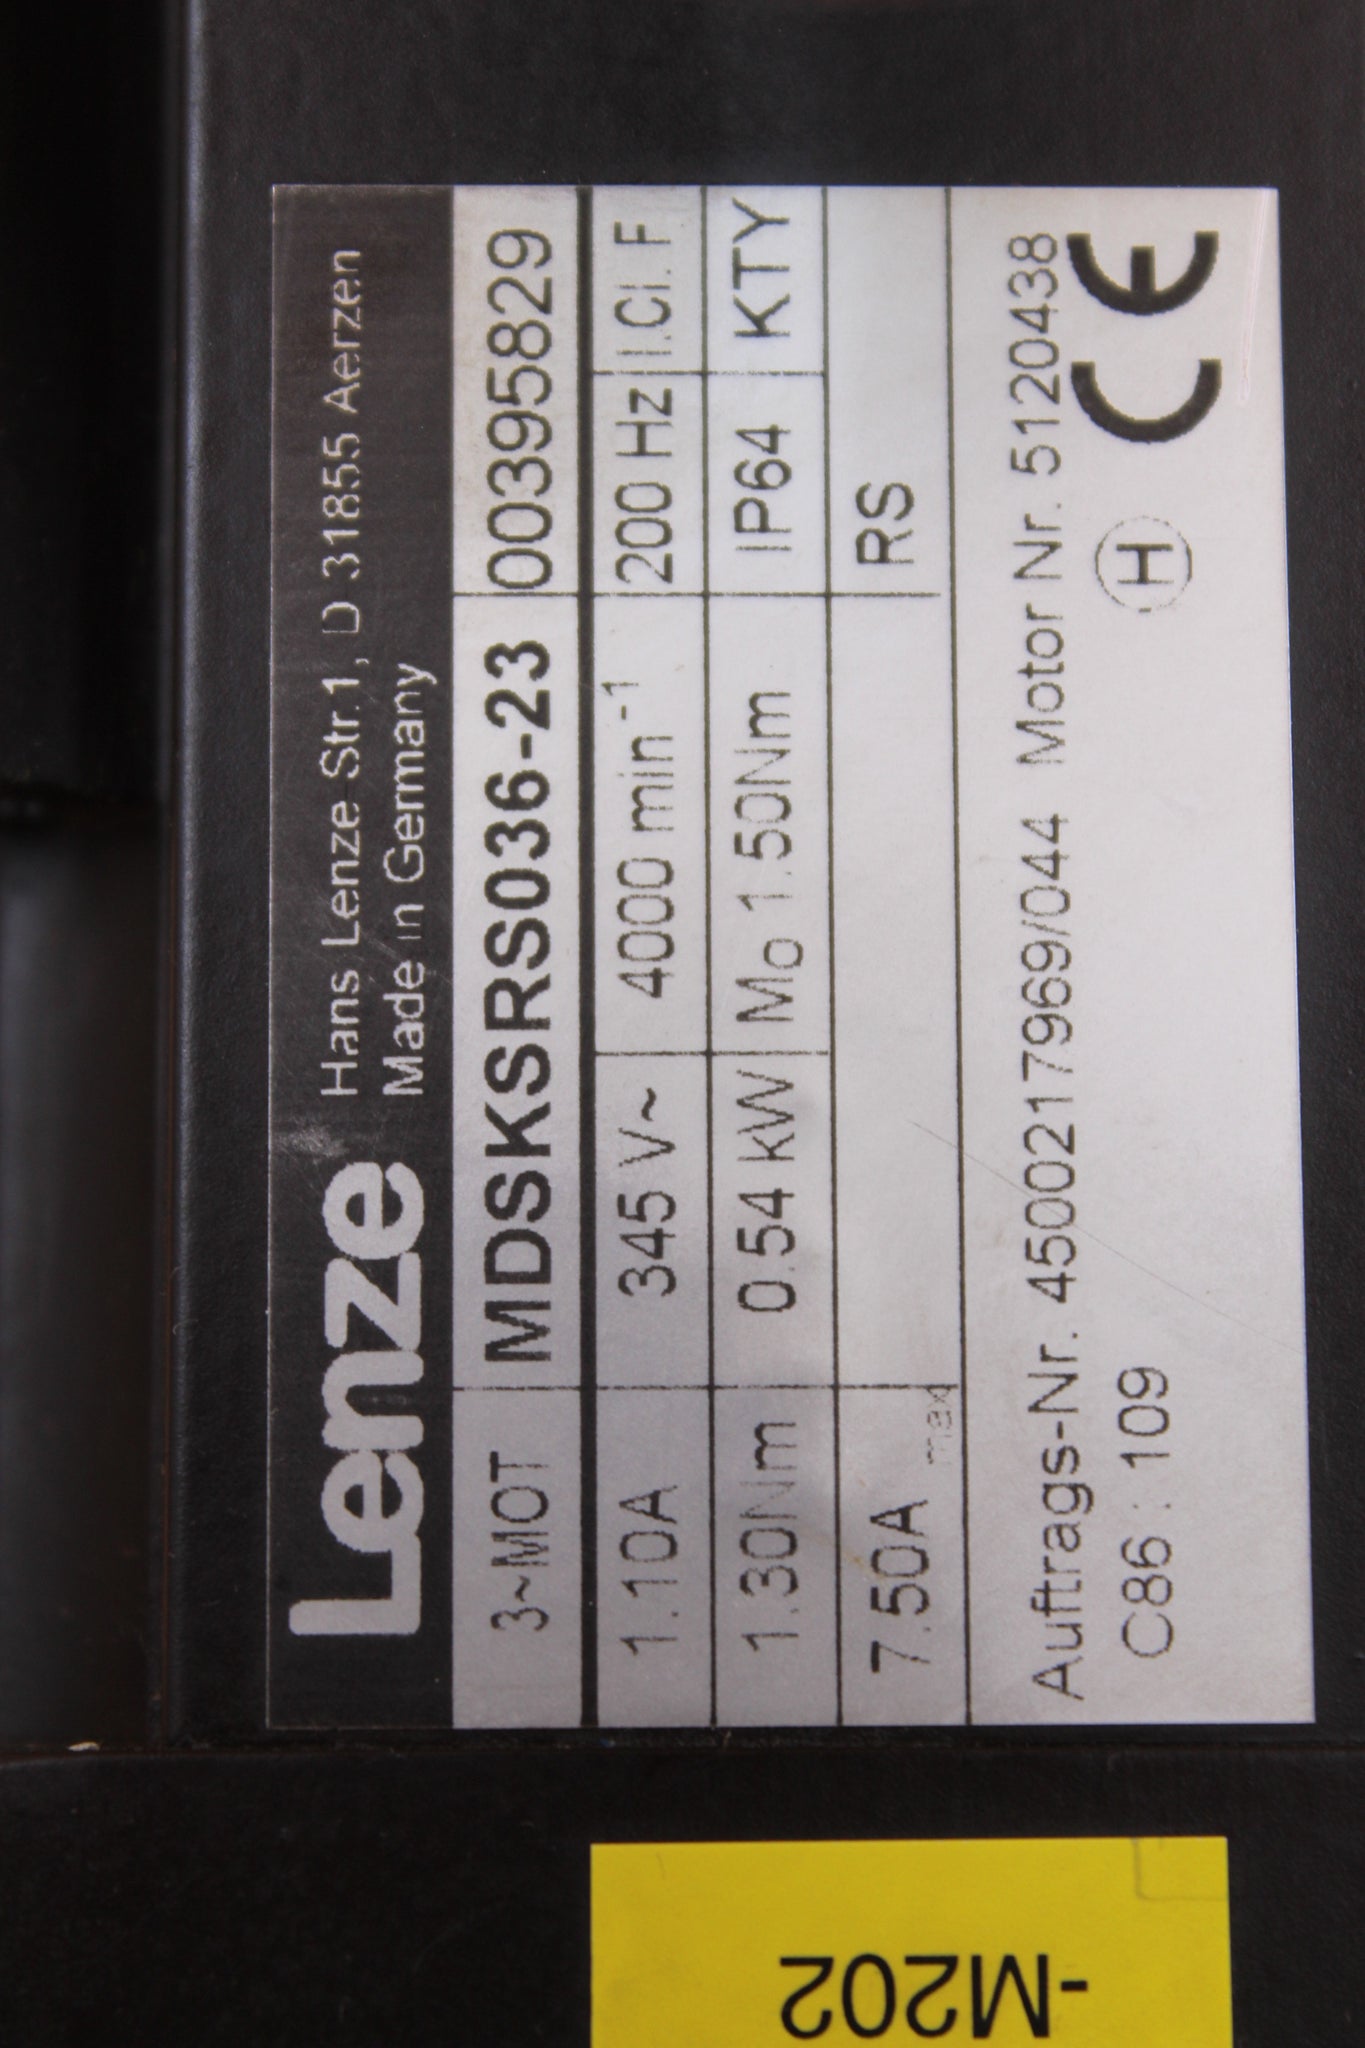 Lenze Hans Lenze Str.1, D 31855 Aerzen
Made in Germany
3~MOT MDSKSRS036-23 00395829
1.10A 345 V~ 4000 min-1 200 Hz I.Cl. F
1.30Nm 0.54 kW Mo 1.50Nm IP64 KTY
7.50A max RS
Auftrags-Nr. 4500217969/044 Motor Nr. 5120438
C86 : 109 H CE
-M202